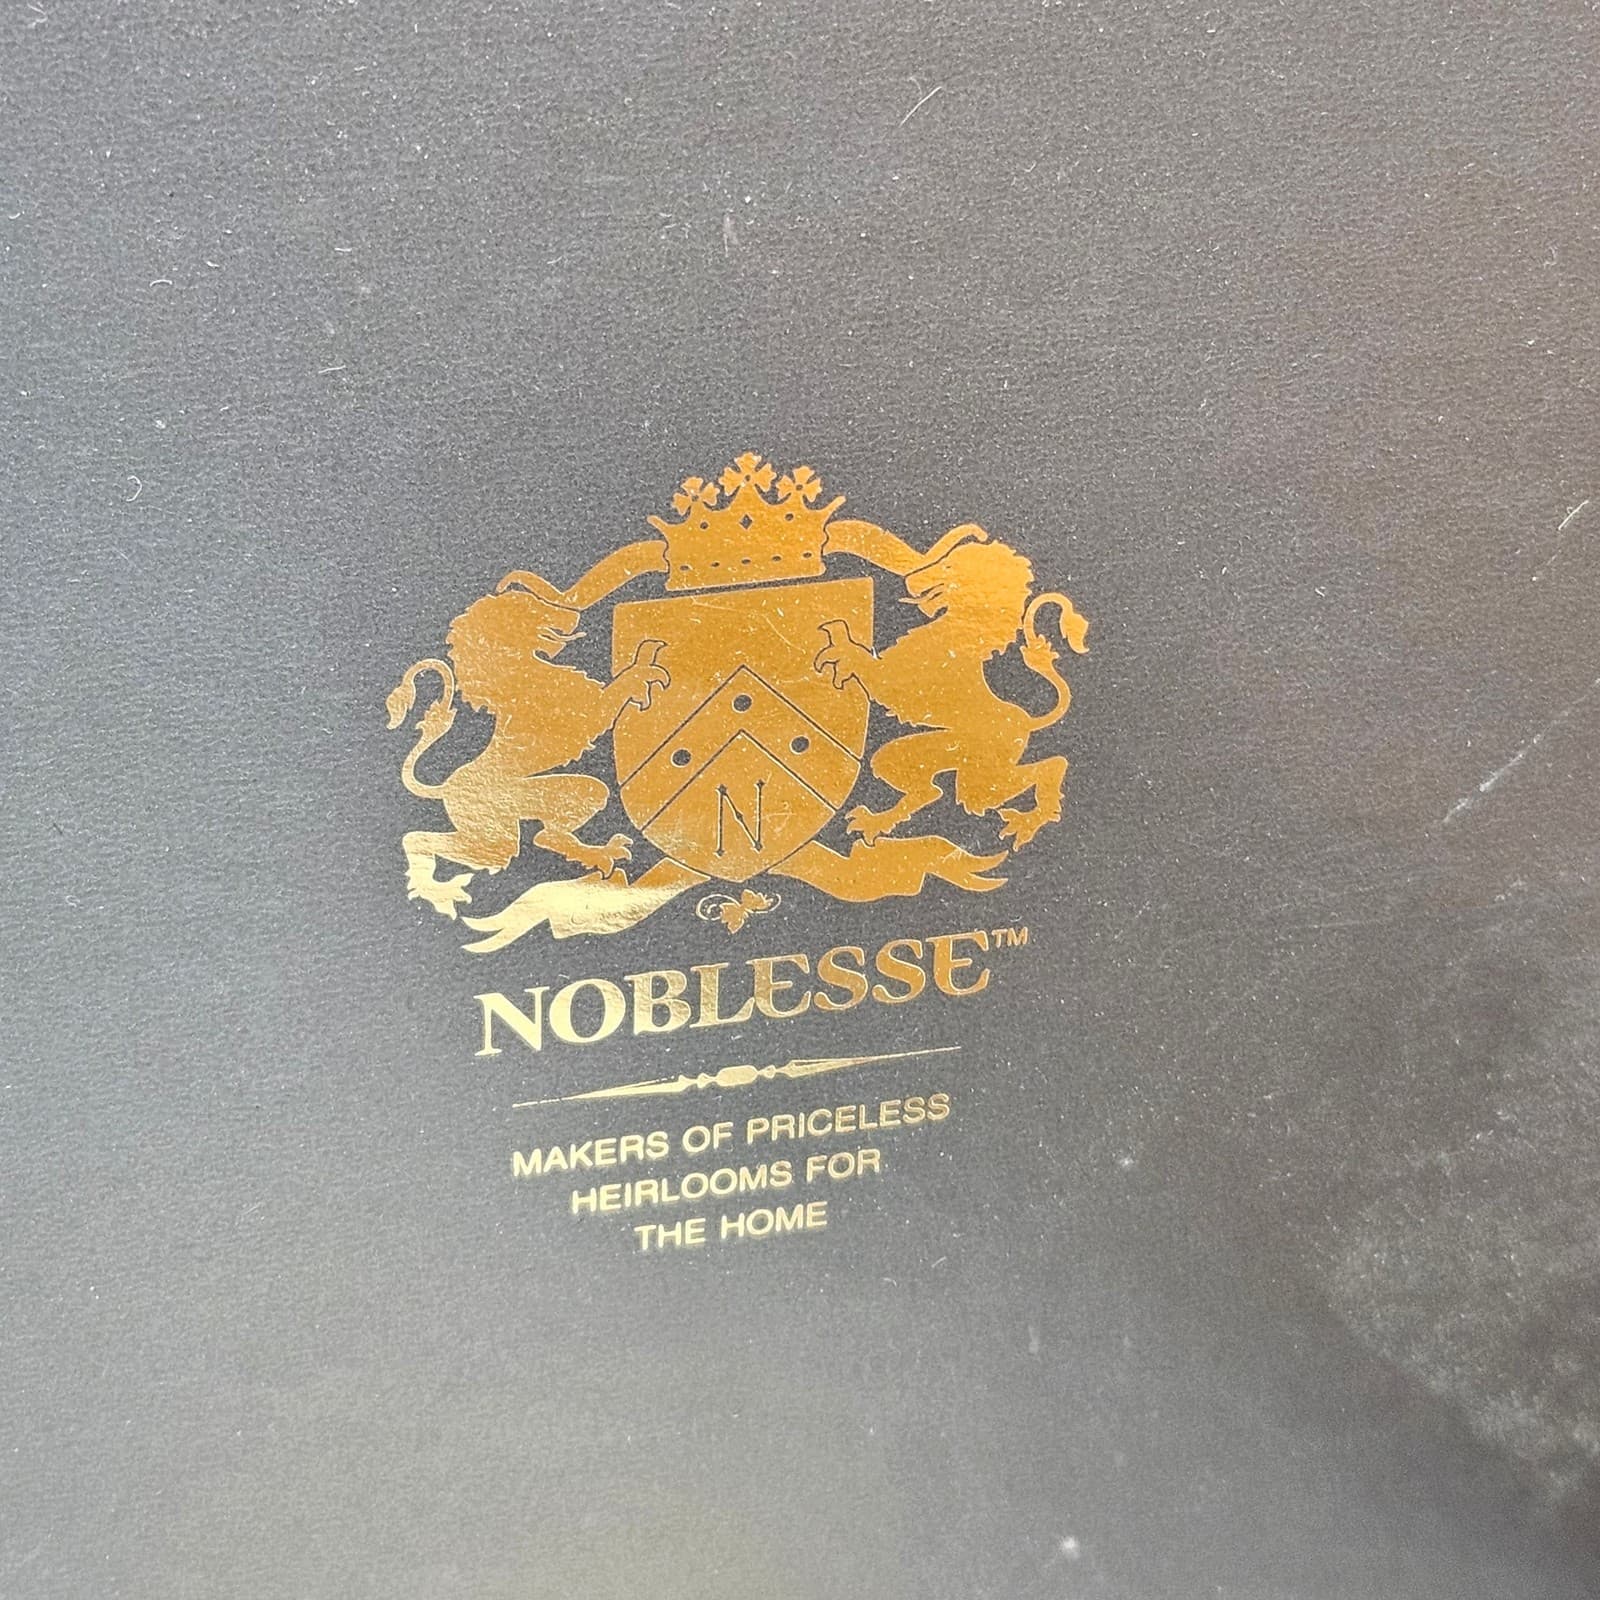 N
NOBLESSE™
MAKERS OF PRICELESS
HEIRLOOMS FOR
THE HOME